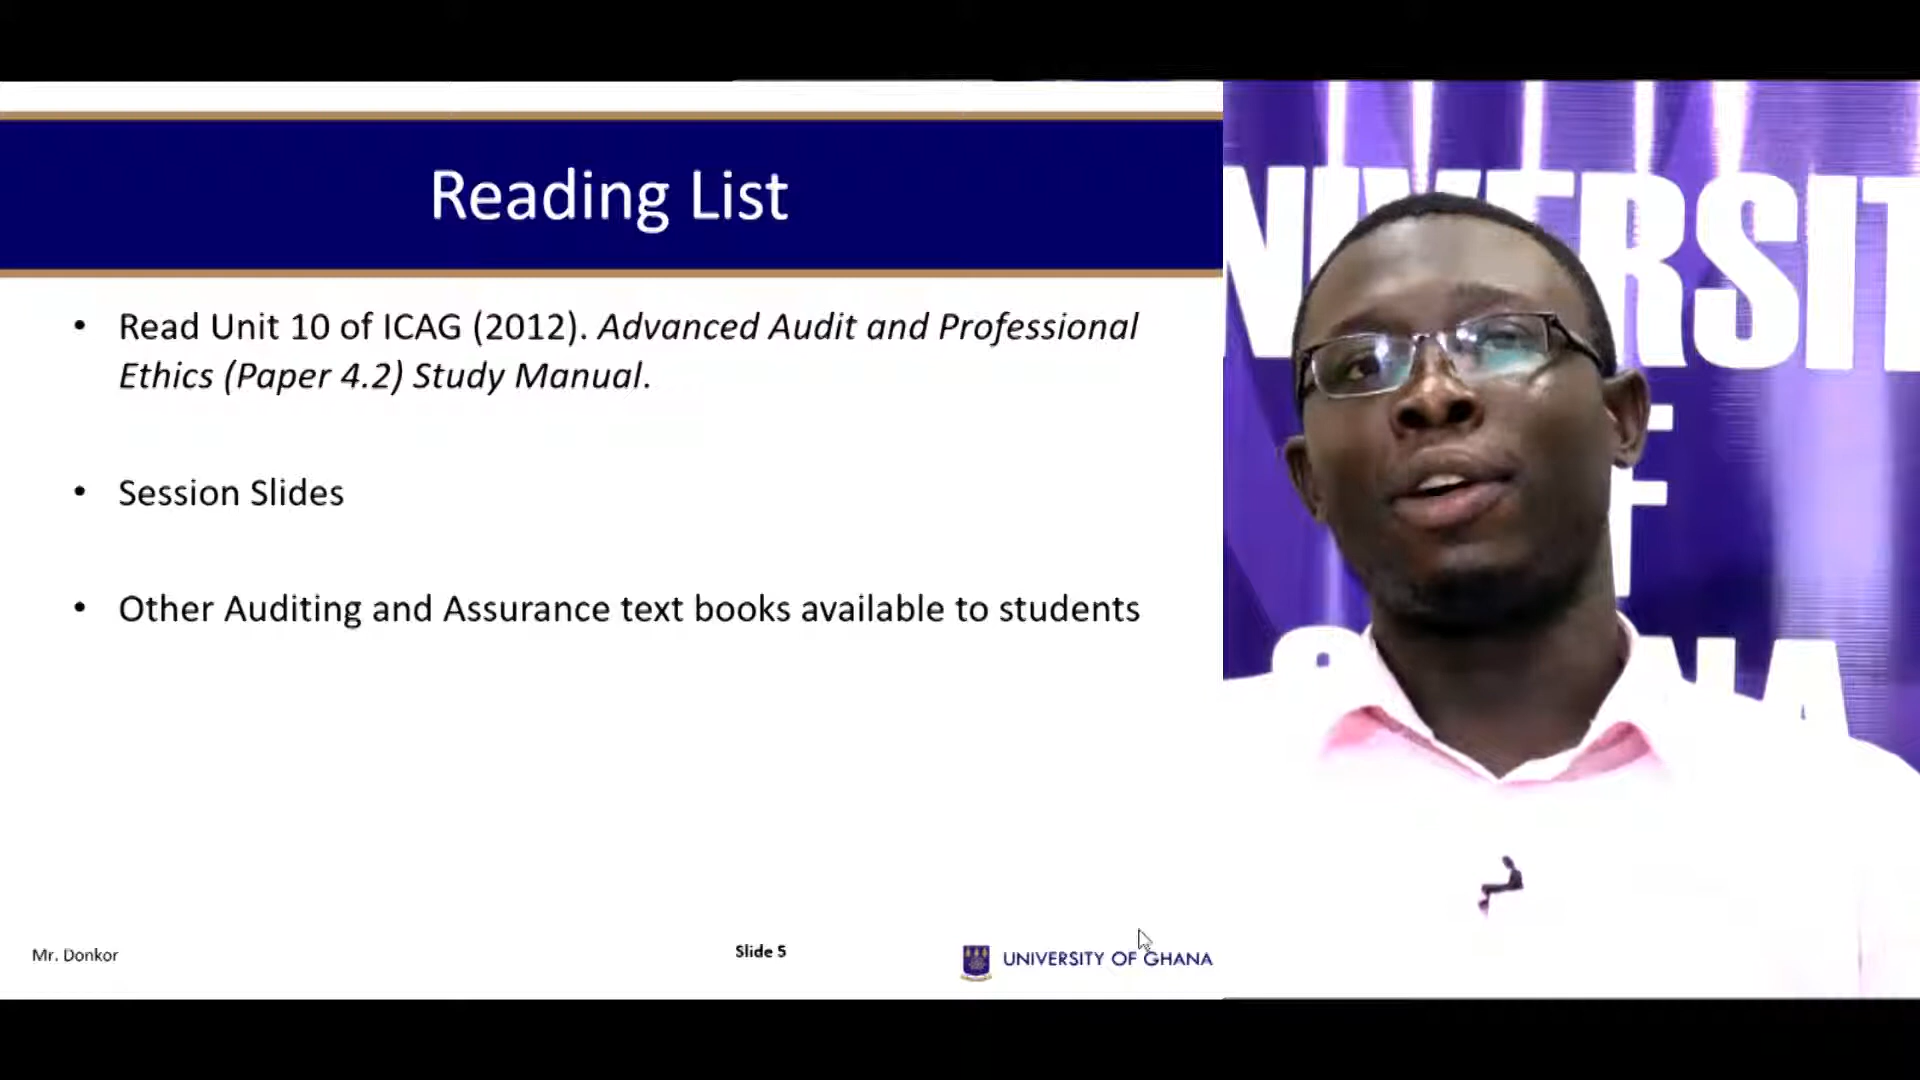 Reading List
• Read Unit 10 of ICAG (2012). Advanced Audit and Professional
Ethics (Paper 4.2) Study Manual.
• Session Slides
• Other Auditing and Assurance text books available to students
Mr. Donkor
Slide 5
UNIVERSITY OF GHANA